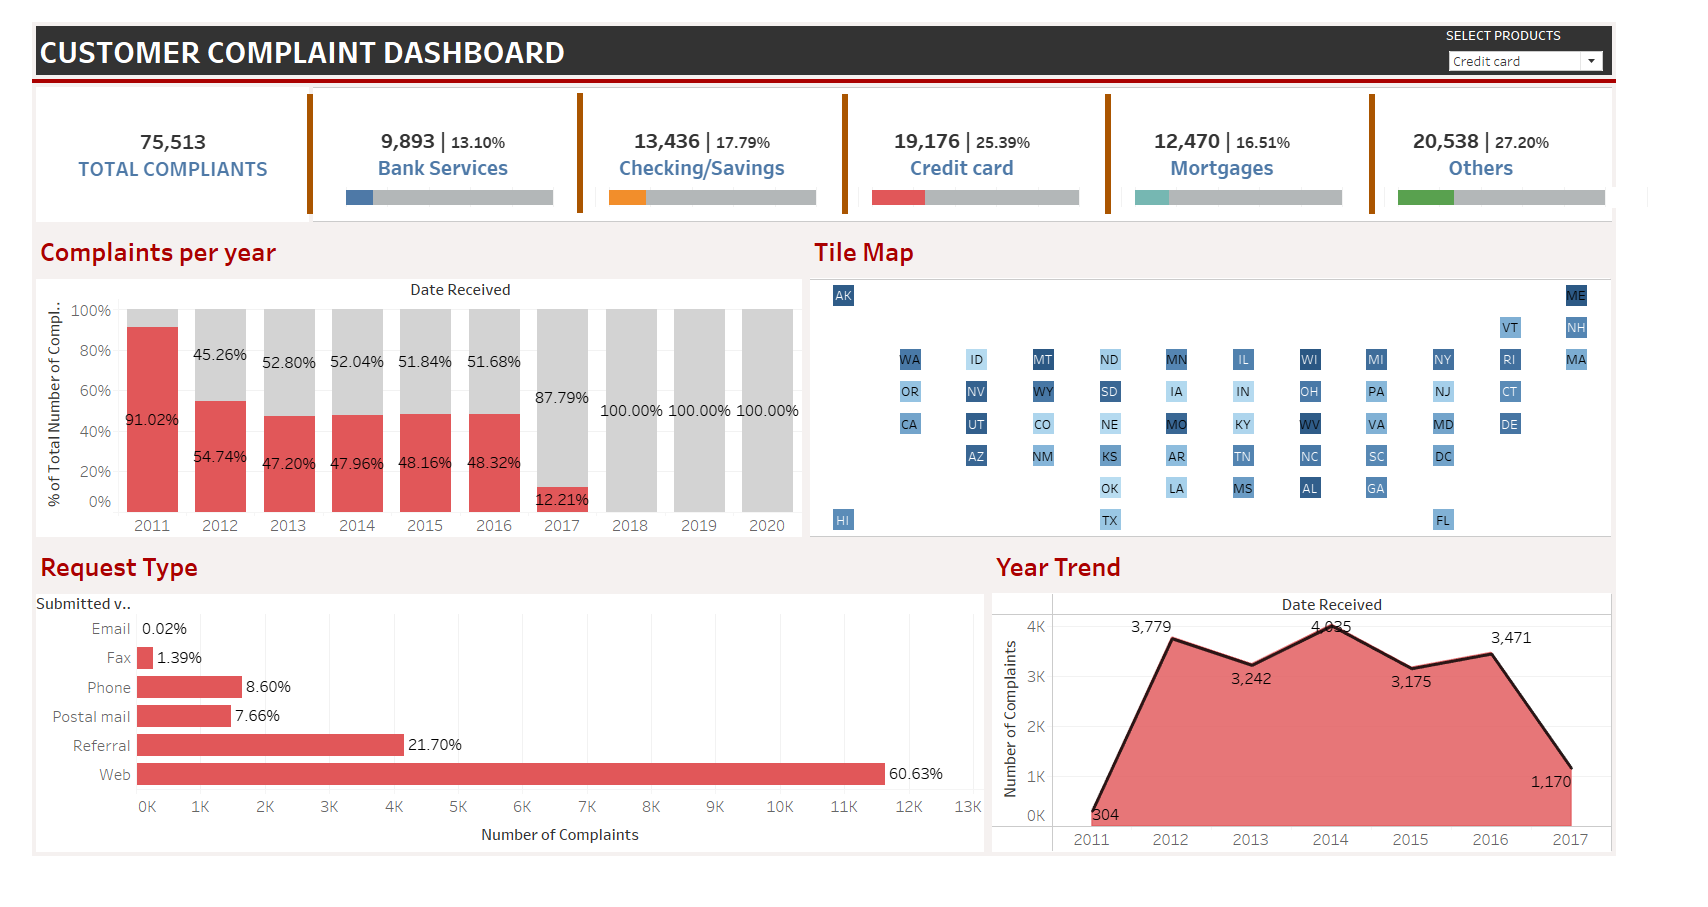 CUSTOMER COMPLAINT DASHBOARD
SELECT PRODUCTS
Credit card
75,513
TOTAL COMPLIANTS
9,893 | 13.10%
Bank Services
13,436 | 17.79%
Checking/Savings
19,176 | 25.39%
Credit card
12,470 | 16.51%
Mortgages
20,538 | 27.20%
Others
Complaints per year
Date Received
% of Total Number of Compl..
100%
80%
60%
40%
20%
0%
91.02%
45.26%
54.74%
52.80%
47.20%
52.04%
47.96%
51.84%
48.16%
51.68%
48.32%
87.79%
12.21%
100.00%
100.00%
100.00%
2011 2012 2013 2014 2015 2016 2017 2018 2019 2020
Tile Map
AK ME
VT NH
WA ID MT ND MN IL WI MI NY RI MA
OR NV WY SD IA IN OH PA NJ CT
CA UT CO NE MO KY WV VA MD DE
AZ NM KS AR TN NC SC DC
OK LA MS AL GA
HI TX FL
Request Type
Submitted v..
Email 0.02%
Fax 1.39%
Phone 8.60%
Postal mail 7.66%
Referral 21.70%
Web 60.63%
0K 1K 2K 3K 4K 5K 6K 7K 8K 9K 10K 11K 12K 13K
Number of Complaints
Year Trend
Date Received
Number of Complaints
4K
3K
2K
1K
0K
304
3,779
3,242
4,035
3,175
3,471
1,170
2011 2012 2013 2014 2015 2016 2017